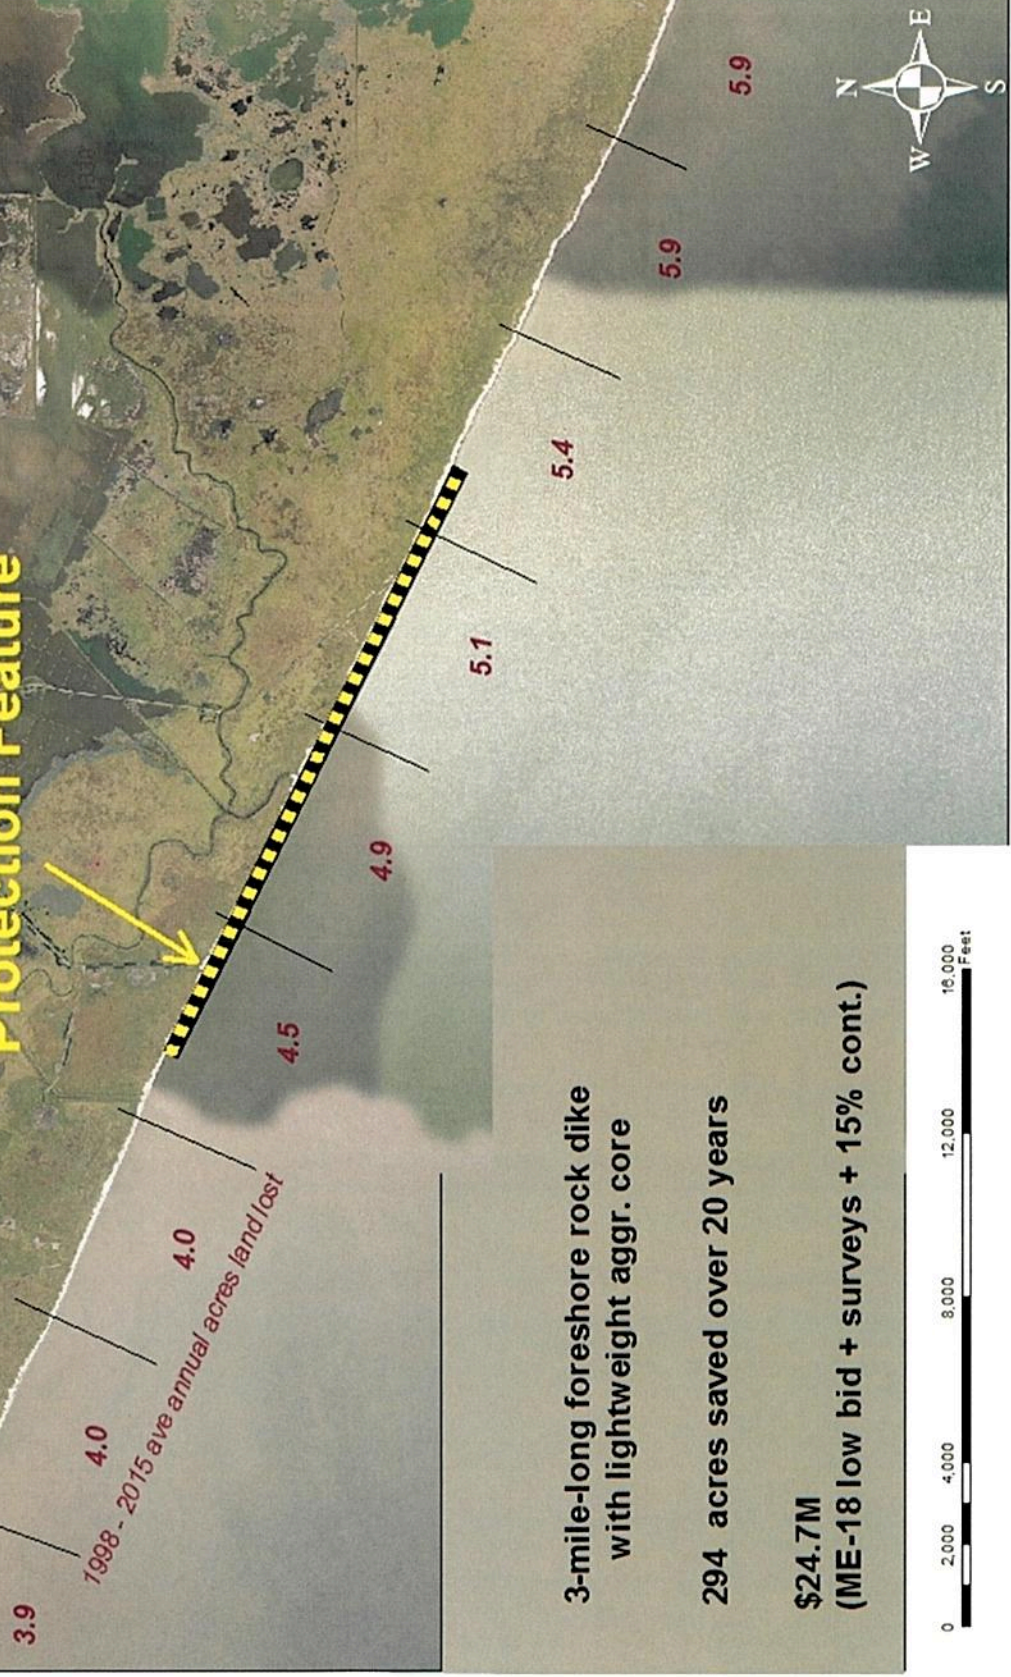 Protection Feature
3.9
4.0
4.0
4.5
4.9
5.1
5.4
5.9
5.9
1998 - 2015 ave annual acres land lost
3-mile-long foreshore rock dike
with lightweight aggr. core
294 acres saved over 20 years
$24.7M
(ME-18 low bid + surveys + 15% cont.)
0 2,000 4,000 8,000 12,000 16,000
Feet
N
W E
S